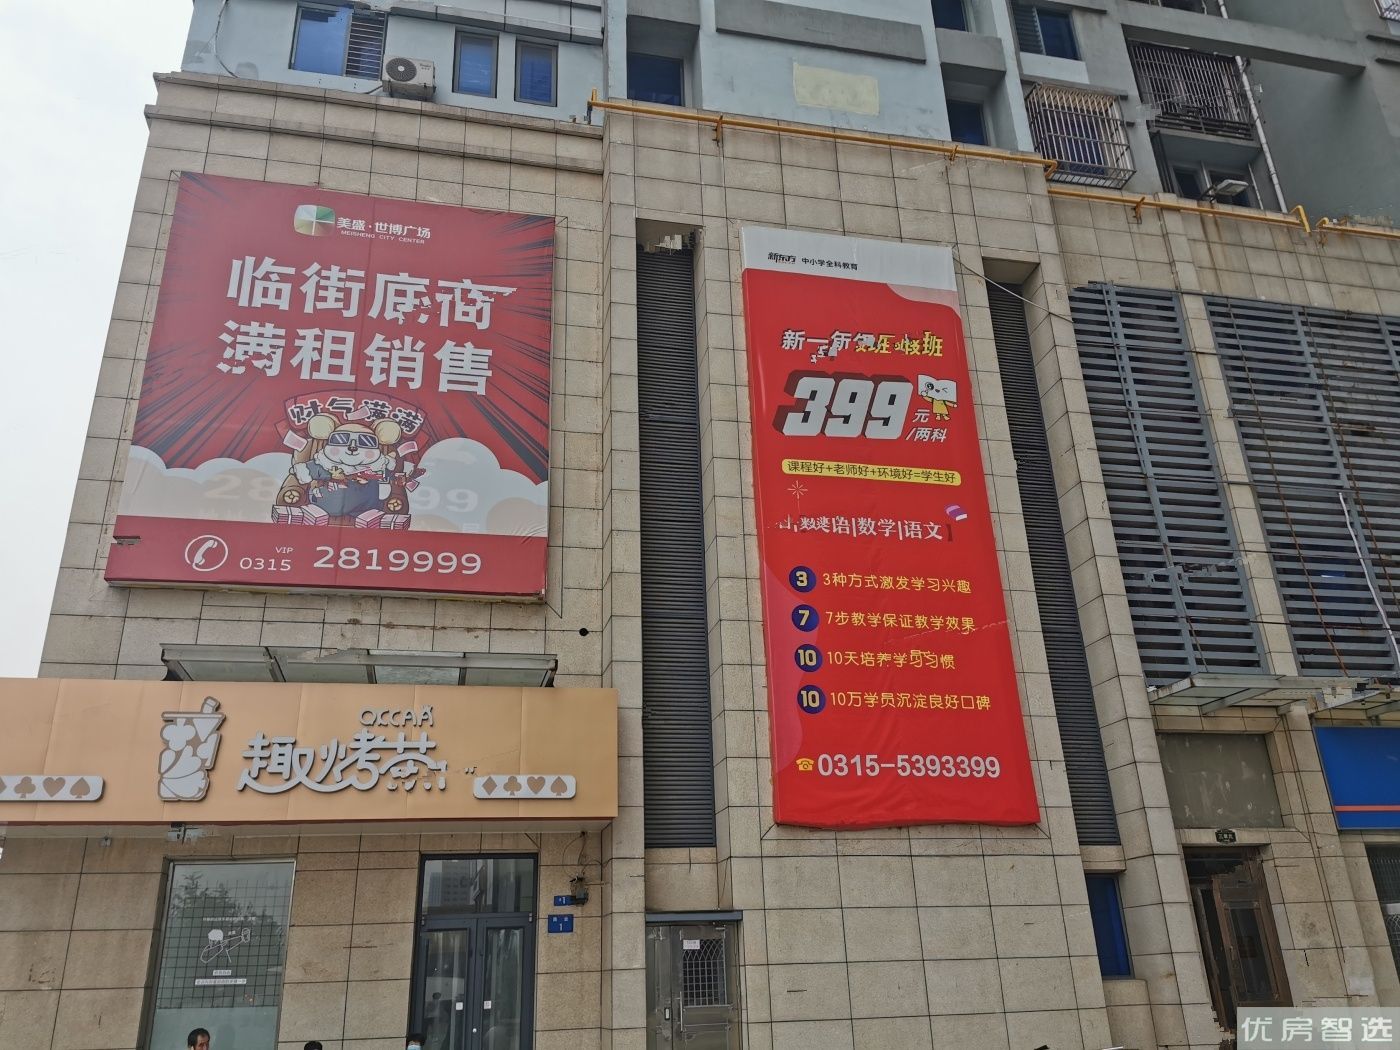 美盛·世博广场
MEISHENG CITY CENTER
临街底商
满租销售
财气满满
VIP
0315 2819999
QCCAA
趣烤茶
新东方 中小学全科教育
399元
/两科
课程好+老师好+环境好=学生好
数学|语文
3 3种方式激发学习兴趣
7 7步教学保证教学效果
10 10天培养学习习惯
10 10万学员沉淀良好口碑
0315-5393399
1
优房智选